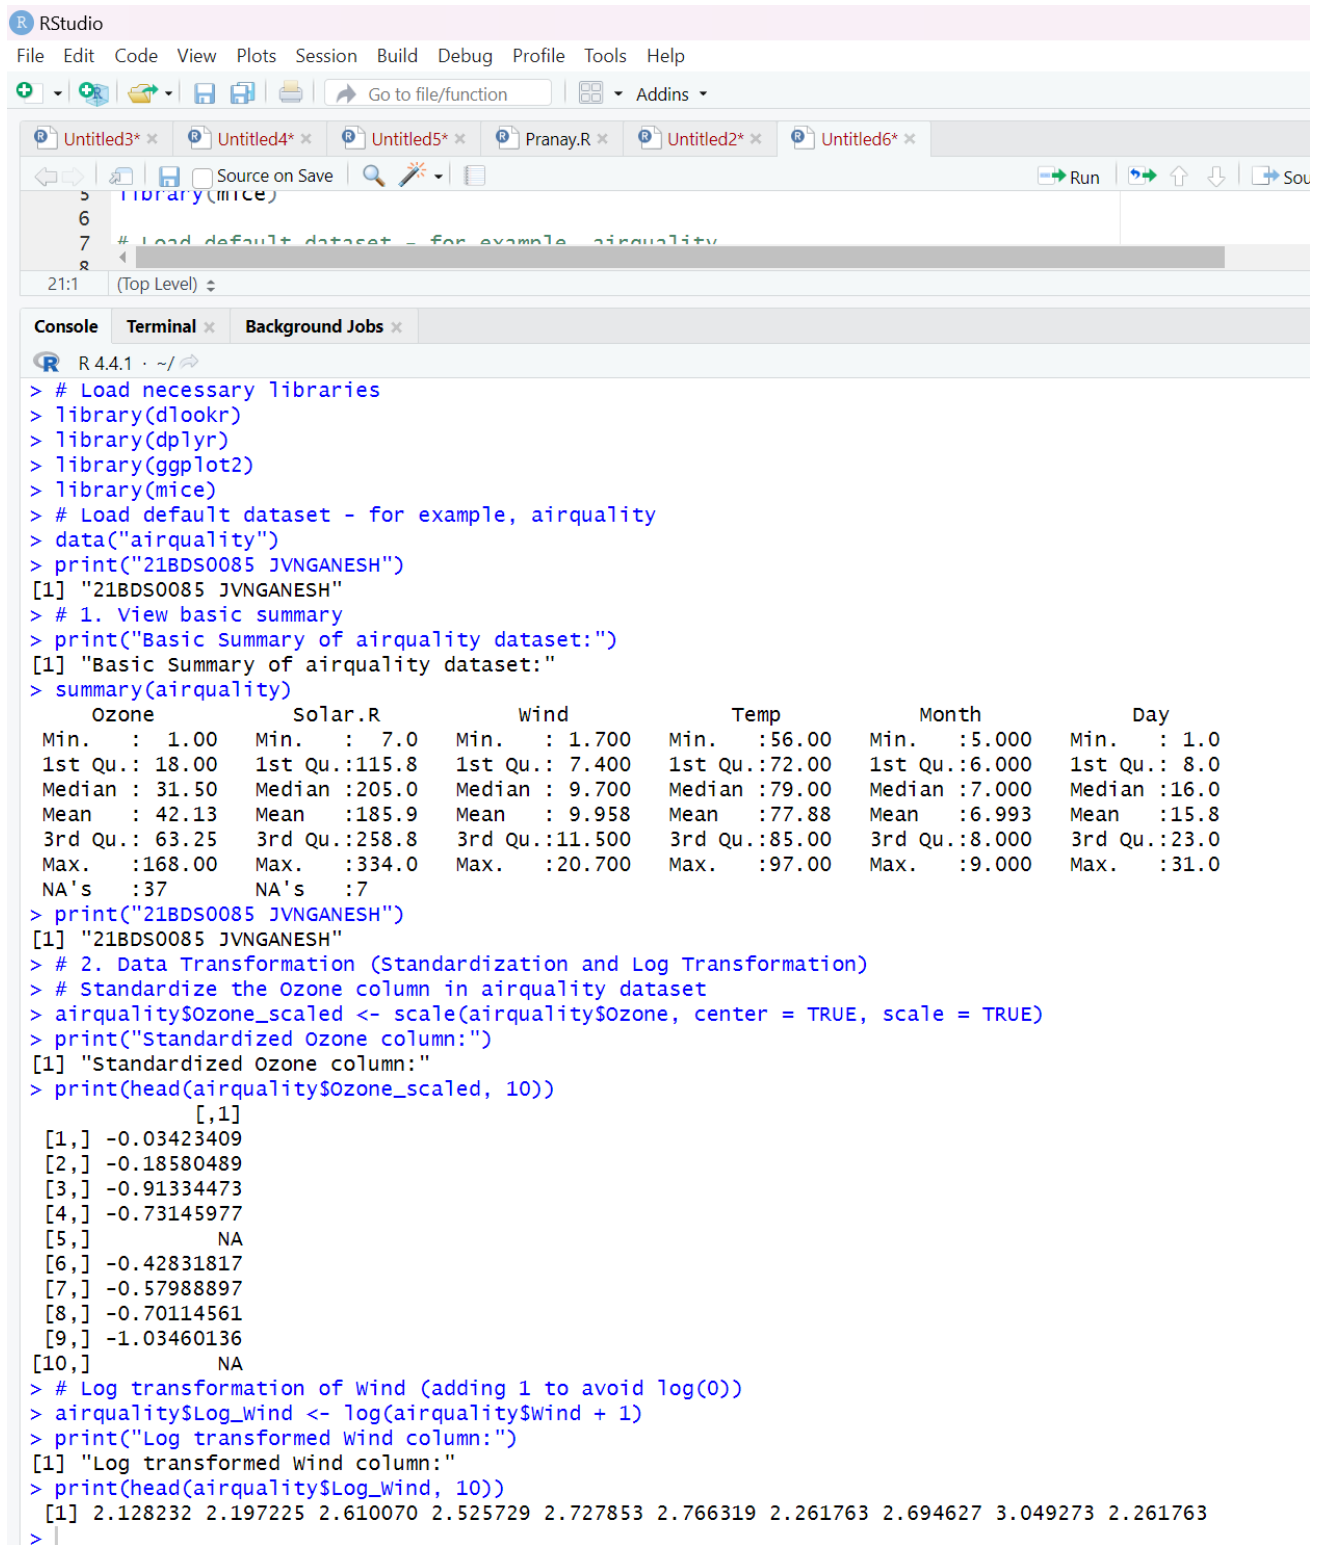 RStudio
File Edit Code View Plots Session Build Debug Profile Tools Help
Go to file/function Addins
Untitled3* Untitled4* Untitled5* Pranay.R Untitled2* Untitled6*
Source on Save Run Sou
5 library(mice)
6
7 # Load default dataset - for example, airquality
8
21:1 (Top Level)
Console Terminal Background Jobs
R 4.4.1 · ~/
> # Load necessary libraries
> library(dlookr)
> library(dplyr)
> library(ggplot2)
> library(mice)
> # Load default dataset - for example, airquality
> data("airquality")
> print("21BDS0085 JVNGANESH")
[1] "21BDS0085 JVNGANESH"
> # 1. View basic summary
> print("Basic Summary of airquality dataset:")
[1] "Basic Summary of airquality dataset:"
> summary(airquality)
Ozone Solar.R Wind Temp Month Day
Min. : 1.00 Min. : 7.0 Min. : 1.700 Min. :56.00 Min. :5.000 Min. : 1.0
1st Qu.: 18.00 1st Qu.:115.8 1st Qu.: 7.400 1st Qu.:72.00 1st Qu.:6.000 1st Qu.: 8.0
Median : 31.50 Median :205.0 Median : 9.700 Median :79.00 Median :7.000 Median :16.0
Mean : 42.13 Mean :185.9 Mean : 9.958 Mean :77.88 Mean :6.993 Mean :15.8
3rd Qu.: 63.25 3rd Qu.:258.8 3rd Qu.:11.500 3rd Qu.:85.00 3rd Qu.:8.000 3rd Qu.:23.0
Max. :168.00 Max. :334.0 Max. :20.700 Max. :97.00 Max. :9.000 Max. :31.0
NA's :37 NA's :7
> print("21BDS0085 JVNGANESH")
[1] "21BDS0085 JVNGANESH"
> # 2. Data Transformation (Standardization and Log Transformation)
> # Standardize the Ozone column in airquality dataset
> airquality$Ozone_scaled <- scale(airquality$Ozone, center = TRUE, scale = TRUE)
> print("Standardized Ozone column:")
[1] "Standardized Ozone column:"
> print(head(airquality$Ozone_scaled, 10))
[,1]
[1,] -0.03423409
[2,] -0.18580489
[3,] -0.91334473
[4,] -0.73145977
[5,] NA
[6,] -0.42831817
[7,] -0.57988897
[8,] -0.70114561
[9,] -1.03460136
[10,] NA
> # Log transformation of Wind (adding 1 to avoid log(0))
> airquality$Log_Wind <- log(airquality$Wind + 1)
> print("Log transformed Wind column:")
[1] "Log transformed Wind column:"
> print(head(airquality$Log_Wind, 10))
[1] 2.128232 2.197225 2.610070 2.525729 2.727853 2.766319 2.261763 2.694627 3.049273 2.261763
>